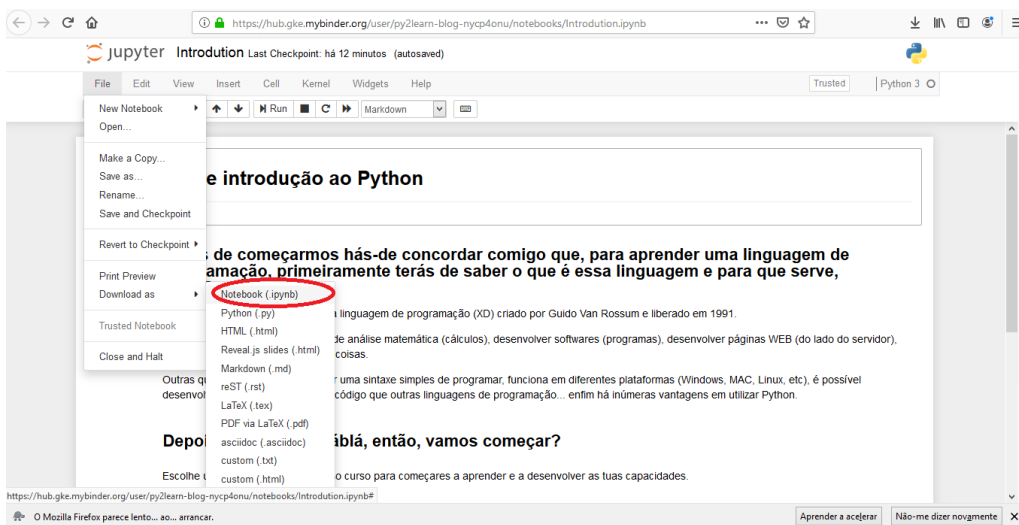 https://hub.gke.mybinder.org/user/py2learn-blog-nycp4onu/notebooks/Introdution.ipynb
jupyter Introdution Last Checkpoint: há 12 minutos (autosaved)
File Edit View Insert Cell Kernel Widgets Help Trusted Python 3
New Notebook
Run Markdown
Open...
Make a Copy...
Save as...
e introdução ao Python
Rename...
Save and Checkpoint
Revert to Checkpoint
de começarmos hás-de concordar comigo que, para aprender uma linguagem de
amação, primeiramente terás de saber o que é essa linguagem e para que serve,
Print Preview
Download as
Notebook (.ipynb)
Python (.py)
linguagem de programação (XD) criado por Guido Van Rossum e liberado em 1991.
Trusted Notebook
HTML (.html)
de análise matemática (cálculos), desenvolver softwares (programas), desenvolver páginas WEB (do lado do servidor),
Reveal.js slides (.html)
coisas.
Close and Halt
Markdown (.md)
Outras
uma sintaxe simples de programar, funciona em diferentes plataformas (Windows, MAC, Linux, etc), é possível
reST (.rst)
desenvol
código que outras linguagens de programação... enfim há inúmeras vantagens em utilizar Python.
LaTeX (.tex)
PDF via LaTeX (.pdf)
Depoi
áblá, então, vamos começar?
asciidoc (.asciidoc)
custom (.txt)
Escolhe
curso para começares a aprender e a desenvolver as tuas capacidades.
custom (.html)
https://hub.gke.mybinder.org/user/py2learn-blog-nycp4onu/notebooks/Introdution.ipynb#
O Mozilla Firefox parece lento... ao... arrancar. Aprender a acelerar Não-me dizer novamente